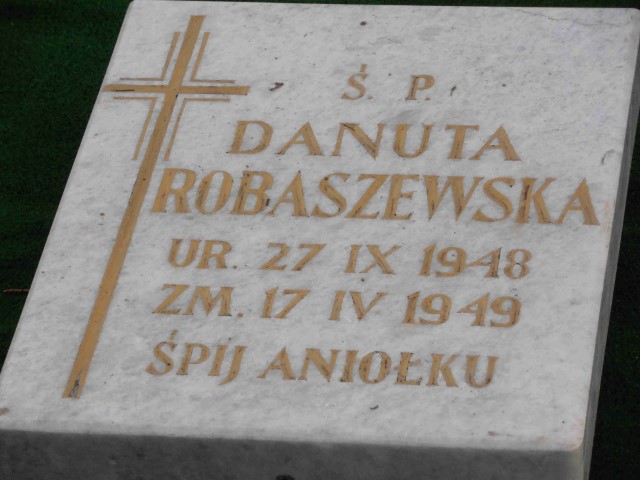 Ś. P.
DANUTA
ROBASZEWSKA
UR. 27 IX 1948
ZM. 17 IV 1949
ŚPIJ ANIOŁKU